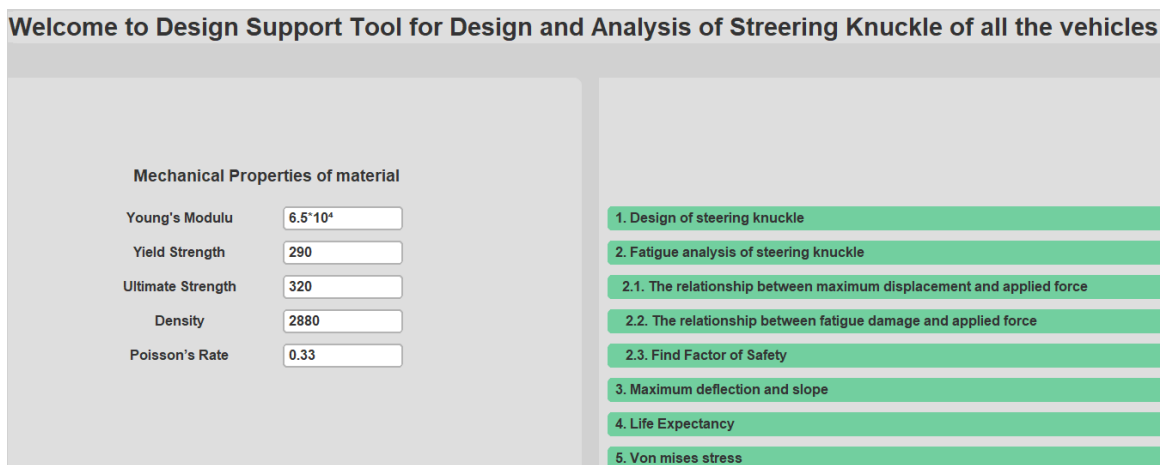 Welcome to Design Support Tool for Design and Analysis of Streering Knuckle of all the vehicles
Mechanical Properties of material
Young's Modulu 6.5*10⁴
Yield Strength 290
Ultimate Strength 320
Density 2880
Poisson's Rate 0.33
1. Design of steering knuckle
2. Fatigue analysis of steering knuckle
2.1. The relationship between maximum displacement and applied force
2.2. The relationship between fatigue damage and applied force
2.3. Find Factor of Safety
3. Maximum deflection and slope
4. Life Expectancy
5. Von mises stress